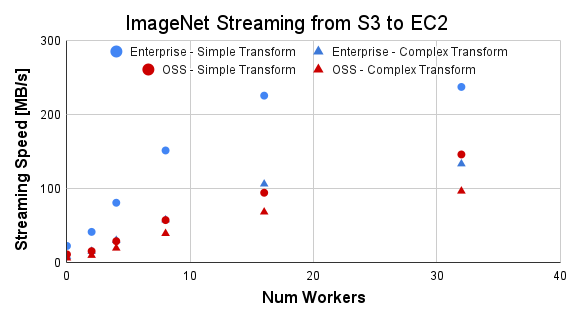 ImageNet Streaming from S3 to EC2
Enterprise - Simple Transform Enterprise - Complex Transform
OSS - Simple Transform OSS - Complex Transform
Streaming Speed [MB/s]
300
200
100
0
0 10 20 30 40
Num Workers